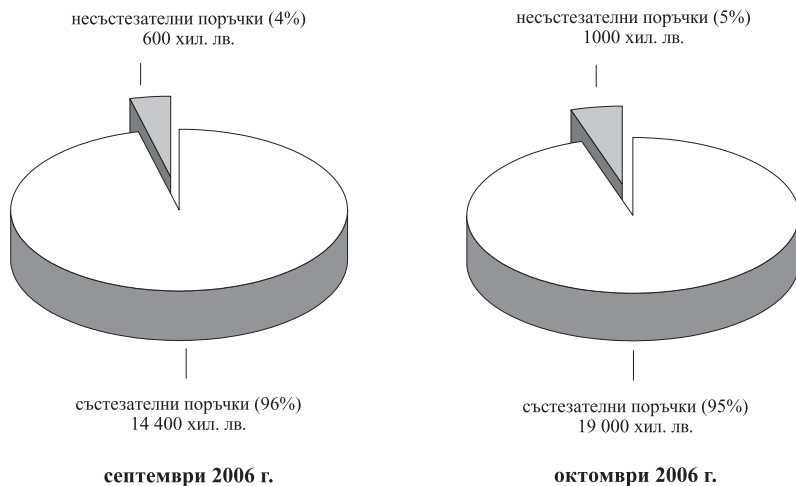 несъстезателни поръчки (4%)
600 хил. лв.
състезателни поръчки (96%)
14 400 хил. лв.
септември 2006 г.
несъстезателни поръчки (5%)
1000 хил. лв.
състезателни поръчки (95%)
19 000 хил. лв.
октомври 2006 г.